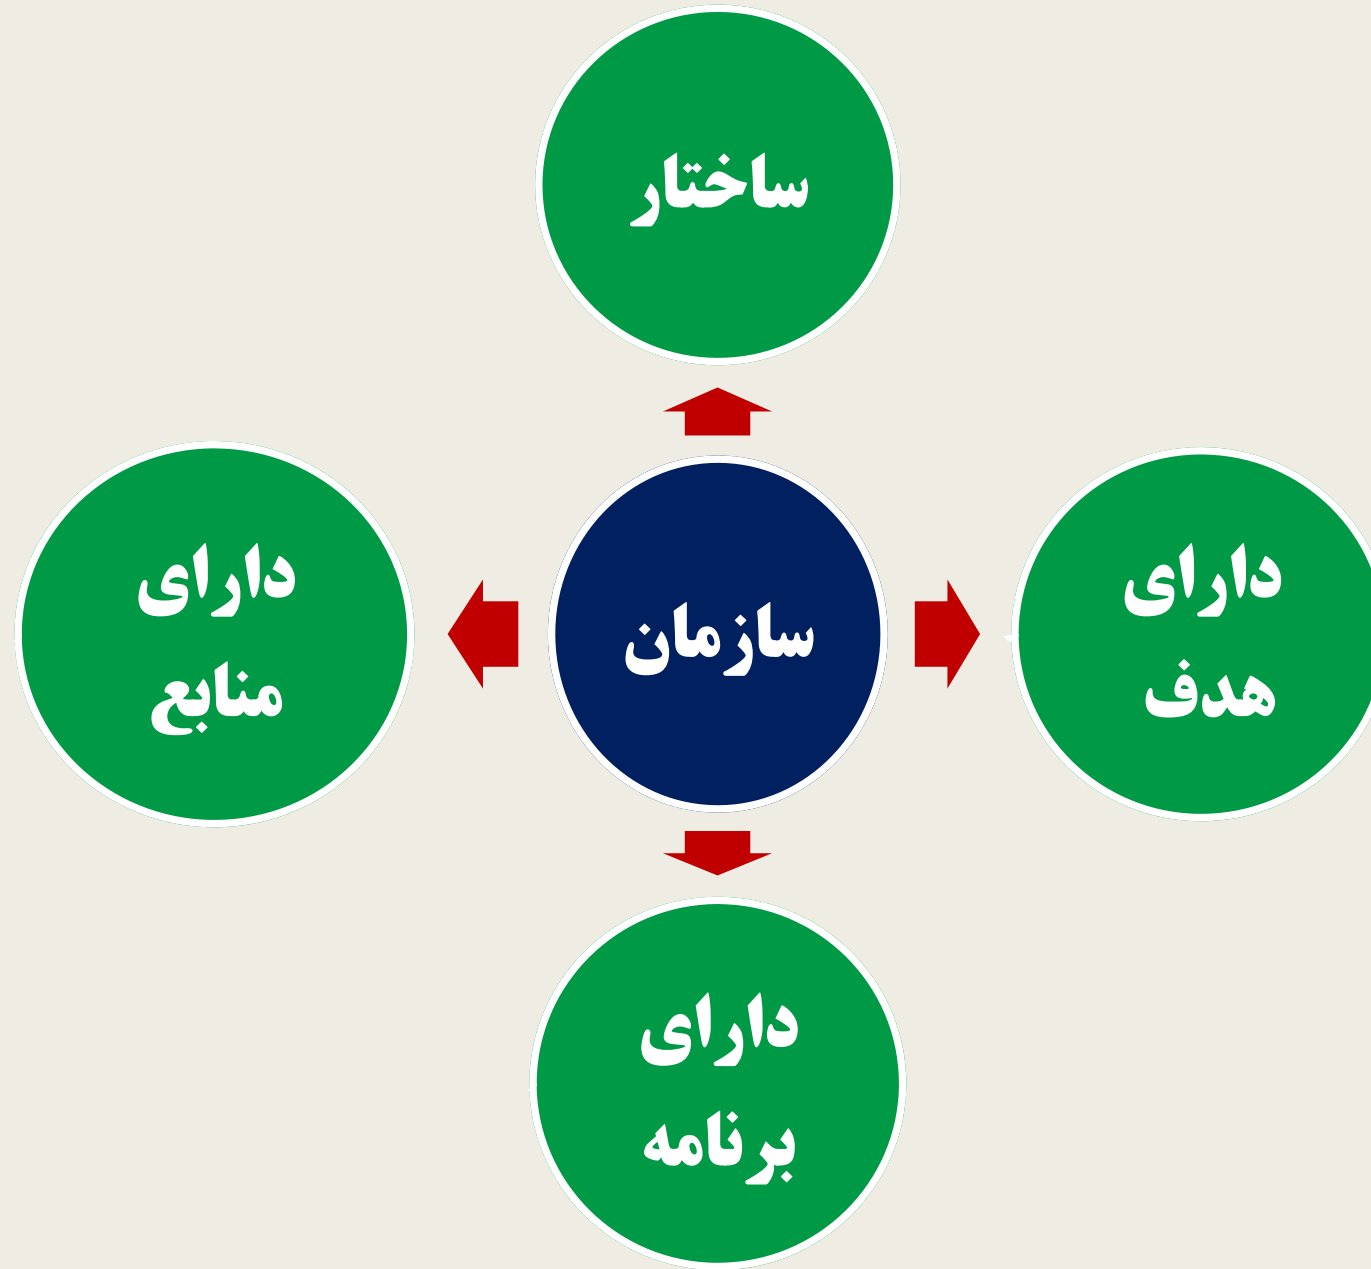 ساختار
دارای
هدف
سازمان
دارای
منابع
دارای
برنامه